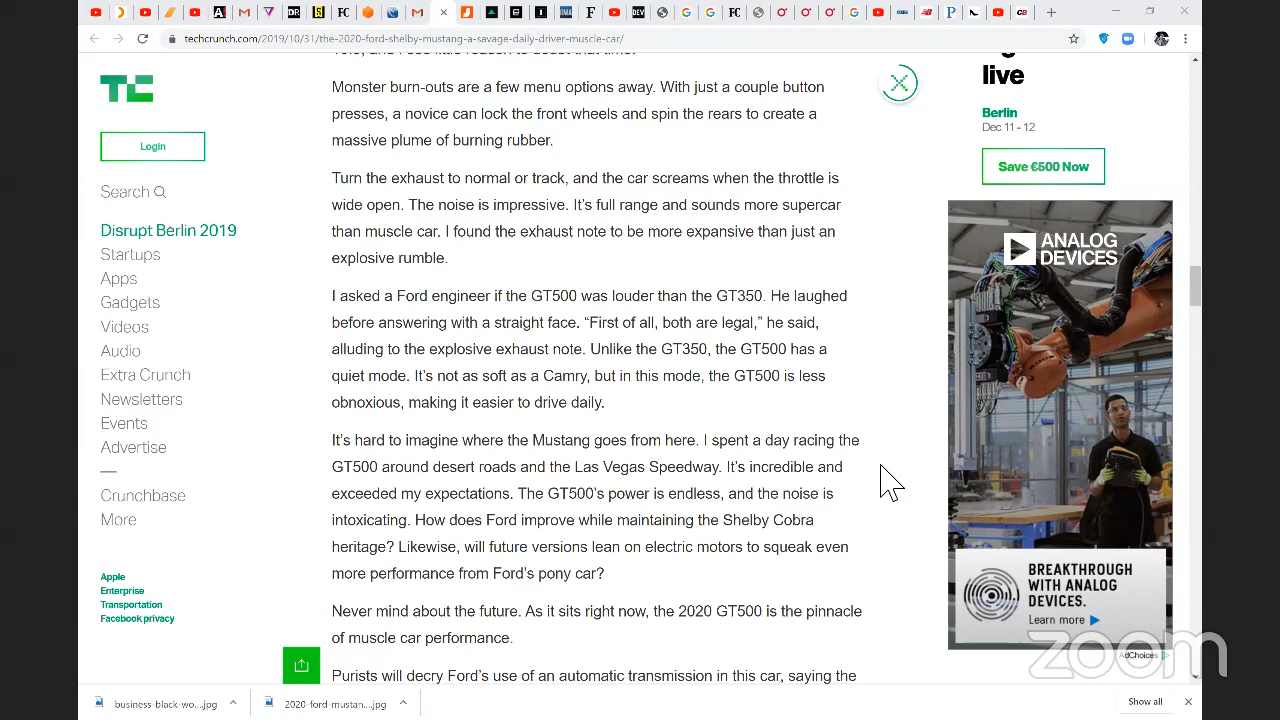 techcrunch.com/2019/10/31/the-2020-ford-shelby-mustang-a-savage-daily-driver-muscle-car/
TC
Login
Search
Disrupt Berlin 2019
Startups
Apps
Gadgets
Videos
Audio
Extra Crunch
Newsletters
Events
Advertise
Crunchbase
More
Apple
Enterprise
Transportation
Facebook privacy
Monster burn-outs are a few menu options away. With just a couple button
presses, a novice can lock the front wheels and spin the rears to create a
massive plume of burning rubber.
Turn the exhaust to normal or track, and the car screams when the throttle is
wide open. The noise is impressive. It's full range and sounds more supercar
than muscle car. I found the exhaust note to be more expansive than just an
explosive rumble.
I asked a Ford engineer if the GT500 was louder than the GT350. He laughed
before answering with a straight face. “First of all, both are legal,” he said,
alluding to the explosive exhaust note. Unlike the GT350, the GT500 has a
quiet mode. It's not as soft as a Camry, but in this mode, the GT500 is less
obnoxious, making it easier to drive daily.
It's hard to imagine where the Mustang goes from here. I spent a day racing the
GT500 around desert roads and the Las Vegas Speedway. It's incredible and
exceeded my expectations. The GT500's power is endless, and the noise is
intoxicating. How does Ford improve while maintaining the Shelby Cobra
heritage? Likewise, will future versions lean on electric motors to squeak even
more performance from Ford's pony car?
Never mind about the future. As it sits right now, the 2020 GT500 is the pinnacle
of muscle car performance.
Purists will decry Ford's use of an automatic transmission in this car, saying the
live
Berlin
Dec 11 - 12
Save €500 Now
ANALOG
DEVICES
BREAKTHROUGH
WITH ANALOG
DEVICES.
Learn more
AdChoices
zoom
business-black-wo....jpg
2020-ford-mustan....jpg
Show all